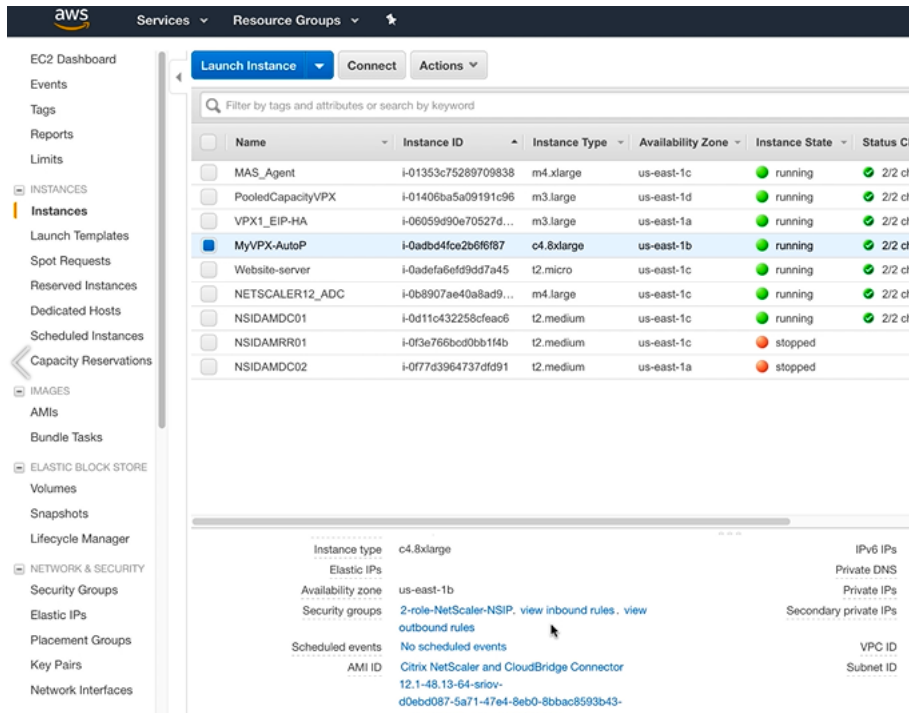 aws Services Resource Groups
EC2 Dashboard
Events
Tags
Reports
Limits
INSTANCES
Instances
Launch Templates
Spot Requests
Reserved Instances
Dedicated Hosts
Scheduled Instances
Capacity Reservations
IMAGES
AMIs
Bundle Tasks
ELASTIC BLOCK STORE
Volumes
Snapshots
Lifecycle Manager
NETWORK & SECURITY
Security Groups
Elastic IPs
Placement Groups
Key Pairs
Network Interfaces
Launch Instance Connect Actions
Filter by tags and attributes or search by keyword
Name Instance ID Instance Type Availability Zone Instance State Status C
MAS_Agent i-01353c75289709838 m4.xlarge us-east-1c running 2/2 ch
PooledCapacityVPX i-01406ba5a09191c96 m3.large us-east-1d running 2/2 ch
VPX1_EIP-HA i-06059d90e70527d... m3.large us-east-1a running 2/2 ch
MyVPX-AutoP i-0adbd4fce2b6f6f87 c4.8xlarge us-east-1b running 2/2 ch
Website-server i-0adefa6efd9dd7a45 t2.micro us-east-1c running 2/2 ch
NETSCALER12_ADC i-0b8907ae40a8ad9... m4.large us-east-1c running 2/2 ch
NSIDAMDC01 i-0d11c432258cfeac6 t2.medium us-east-1c running 2/2 ch
NSIDAMRR01 i-0f3e766bcd0bb1f4b t2.medium us-east-1c stopped
NSIDAMDC02 i-0f77d3964737dfd91 t2.medium us-east-1a stopped
Instance type c4.8xlarge IPv6 IPs
Elastic IPs Private DNS
Availability zone us-east-1b Private IPs
Security groups 2-role-NetScaler-NSIP. view inbound rules. view Secondary private IPs
outbound rules
Scheduled events No scheduled events VPC ID
AMI ID Citrix NetScaler and CloudBridge Connector Subnet ID
12.1-48.13-64-sriov-
d0ebd087-5a71-47e4-8eb0-8bbac8593b43-